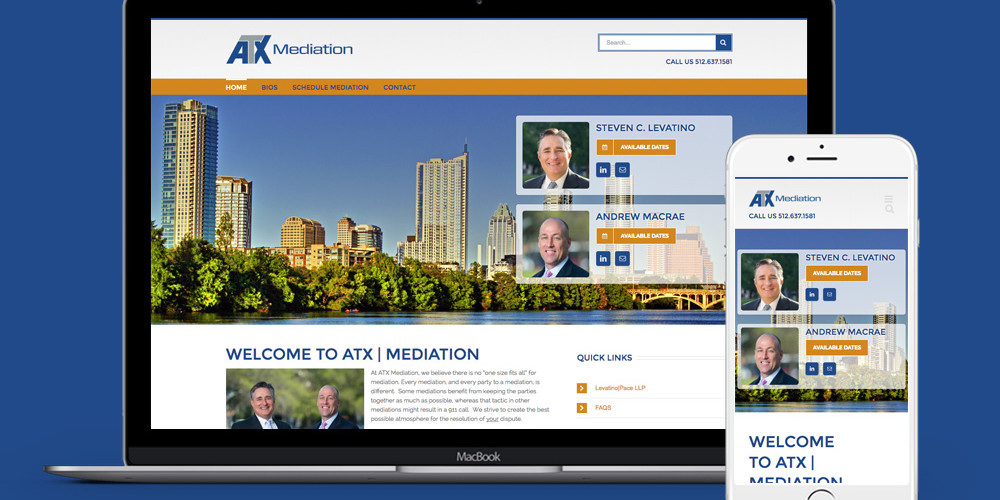 ATX Mediation
Search...
CALL US 512.637.1581
HOME BIOS SCHEDULE MEDIATION CONTACT
STEVEN C. LEVATINO
AVAILABLE DATES
in
ANDREW MACRAE
AVAILABLE DATES
in
WELCOME TO ATX | MEDIATION
At ATX Mediation, we believe there is no "one size fits all" for
mediation. Every mediation, and every party to a mediation, is
different. Some mediations benefit from keeping the parties
together as much as possible, whereas that tactic in other
mediations might result in a 911 call. We strive to create the best
possible atmosphere for the resolution of your dispute.
QUICK LINKS
Levatino|Pace LLP
FAQS
MacBook
ATX Mediation
CALL US 512.637.1581
STEVEN C. LEVATINO
AVAILABLE DATES
in
ANDREW MACRAE
AVAILABLE DATES
in
WELCOME
TO ATX |
MEDIATION